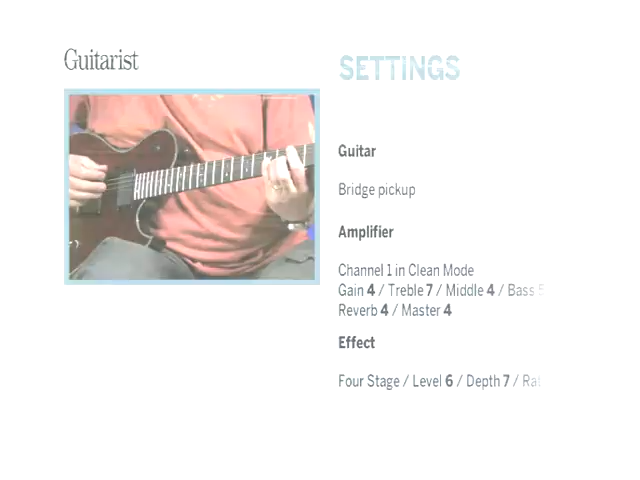 Guitarist
SETTINGS
Guitar
Bridge pickup
Amplifier
Channel 1 in Clean Mode
Gain 4 / Treble 7 / Middle 4 / Bass 5
Reverb 4 / Master 4
Effect
Four Stage / Level 6 / Depth 7 /